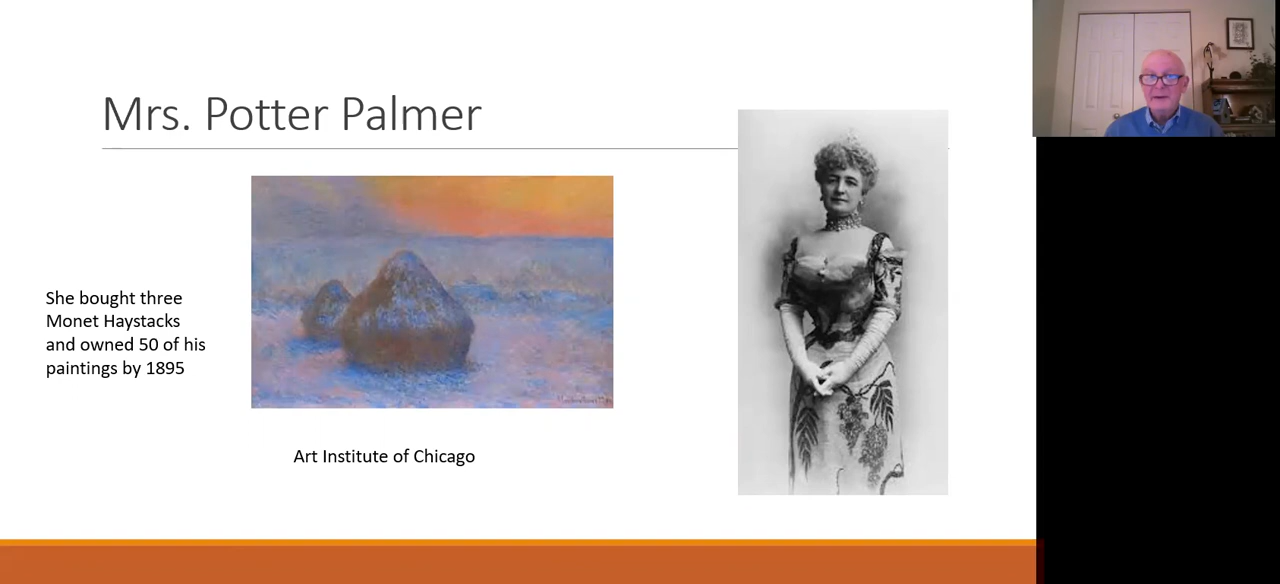 Mrs. Potter Palmer
She bought three
Monet Haystacks
and owned 50 of his
paintings by 1895
Art Institute of Chicago